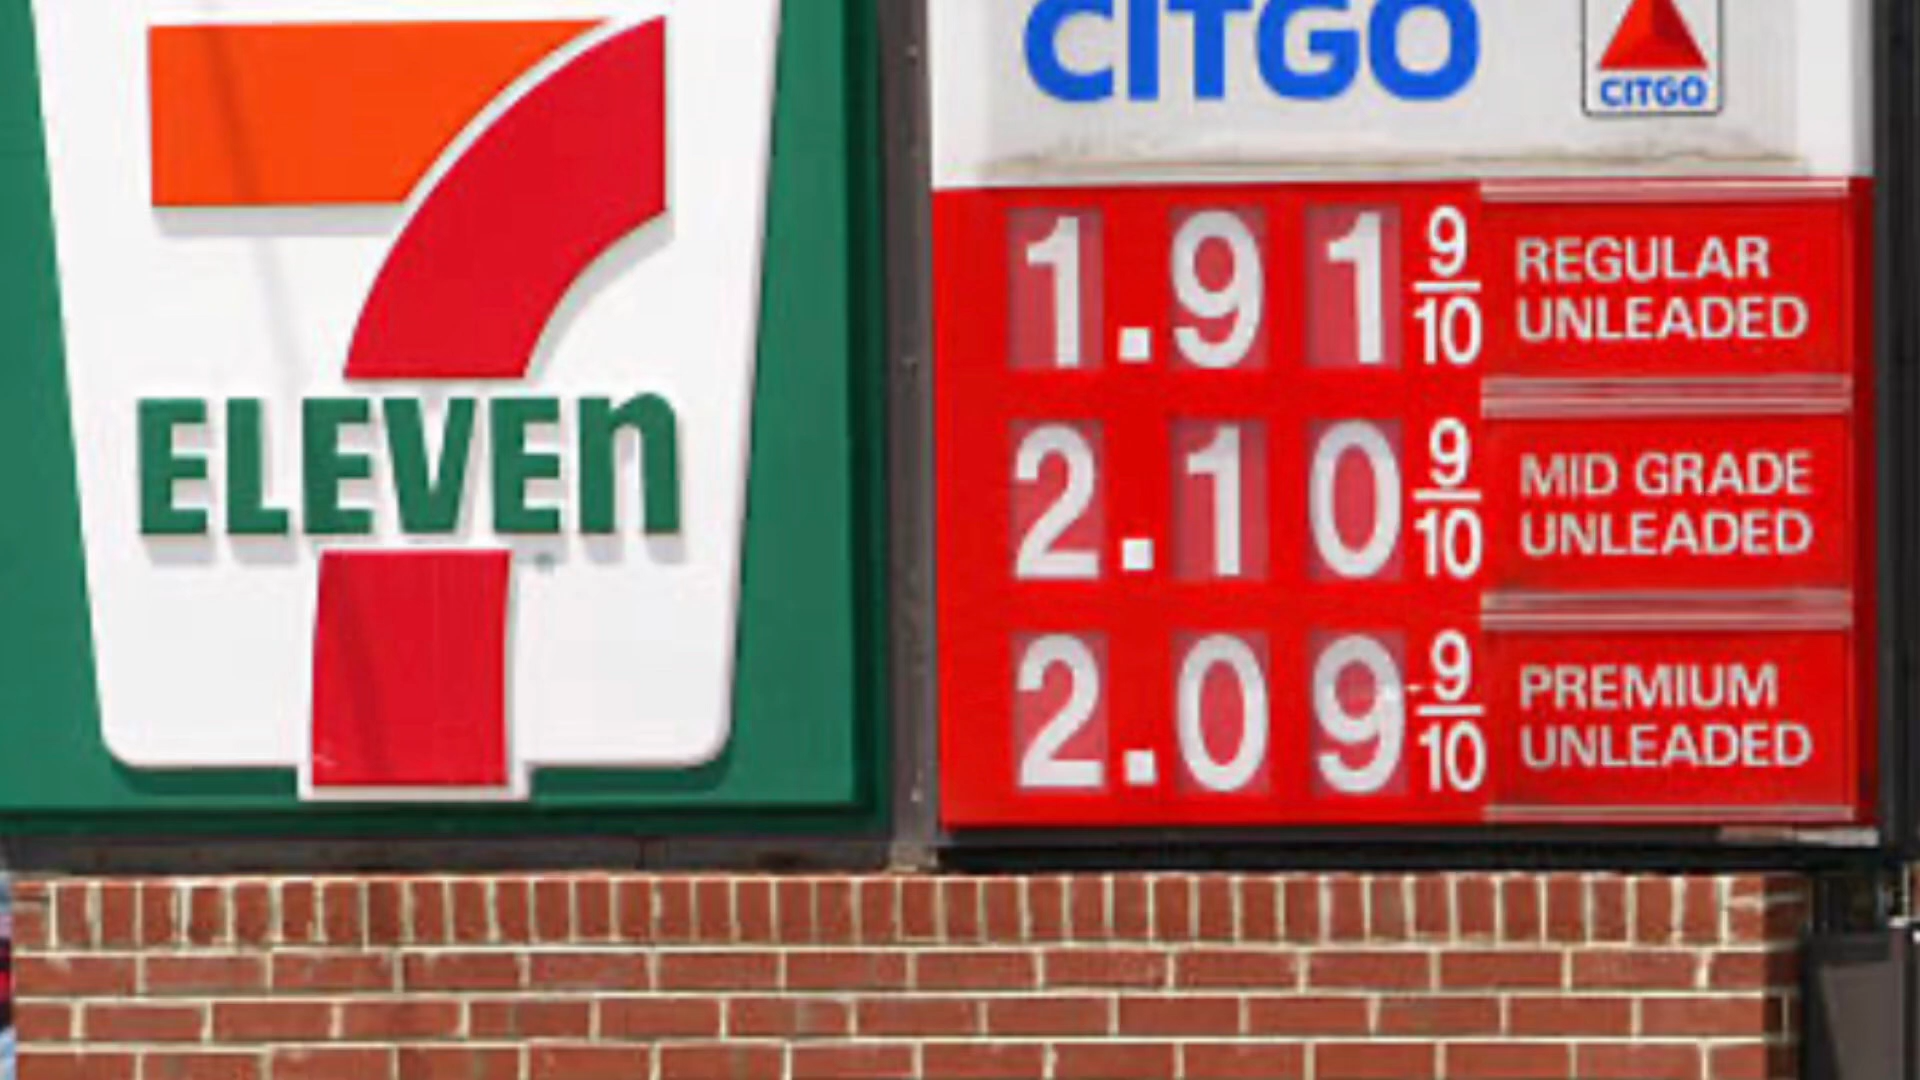 7
ELEVEn
CITGO
CITGO
1.91 9/10 REGULAR UNLEADED
2.10 9/10 MID GRADE UNLEADED
2.09 9/10 PREMIUM UNLEADED